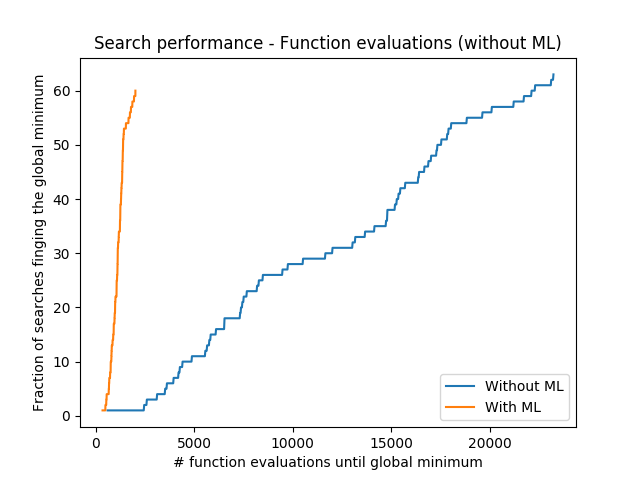 Search performance - Function evaluations (without ML)
Fraction of searches finging the global minimum
60
50
40
30
20
10
0
Without ML
With ML
0 5000 10000 15000 20000
# function evaluations until global minimum